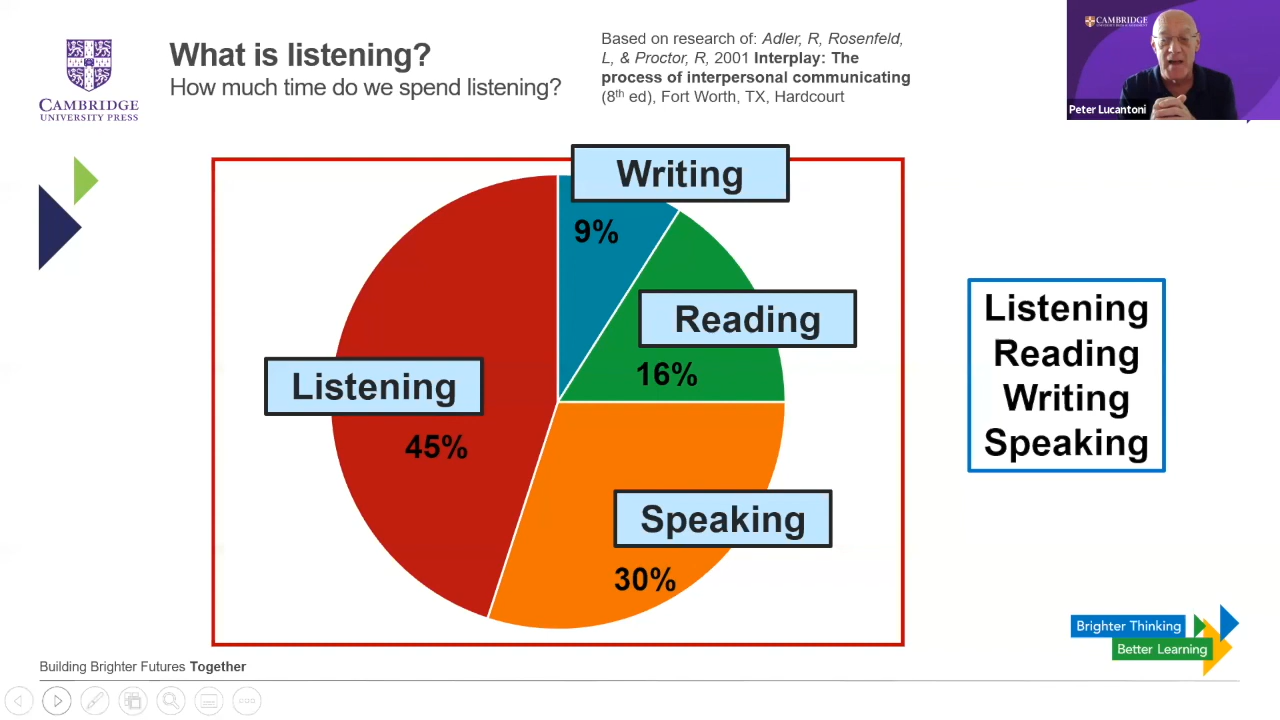 CAMBRIDGE
UNIVERSITY PRESS
What is listening?
How much time do we spend listening?
Based on research of: Adler, R, Rosenfeld,
L, & Proctor, R, 2001 Interplay: The
process of interpersonal communicating
(8th ed), Fort Worth, TX, Hardcourt
CAMBRIDGE
Peter Lucantoni
Writing
9%
Reading
16%
Listening
45%
Speaking
30%
Listening
Reading
Writing
Speaking
Brighter Thinking
Better Learning
Building Brighter Futures Together